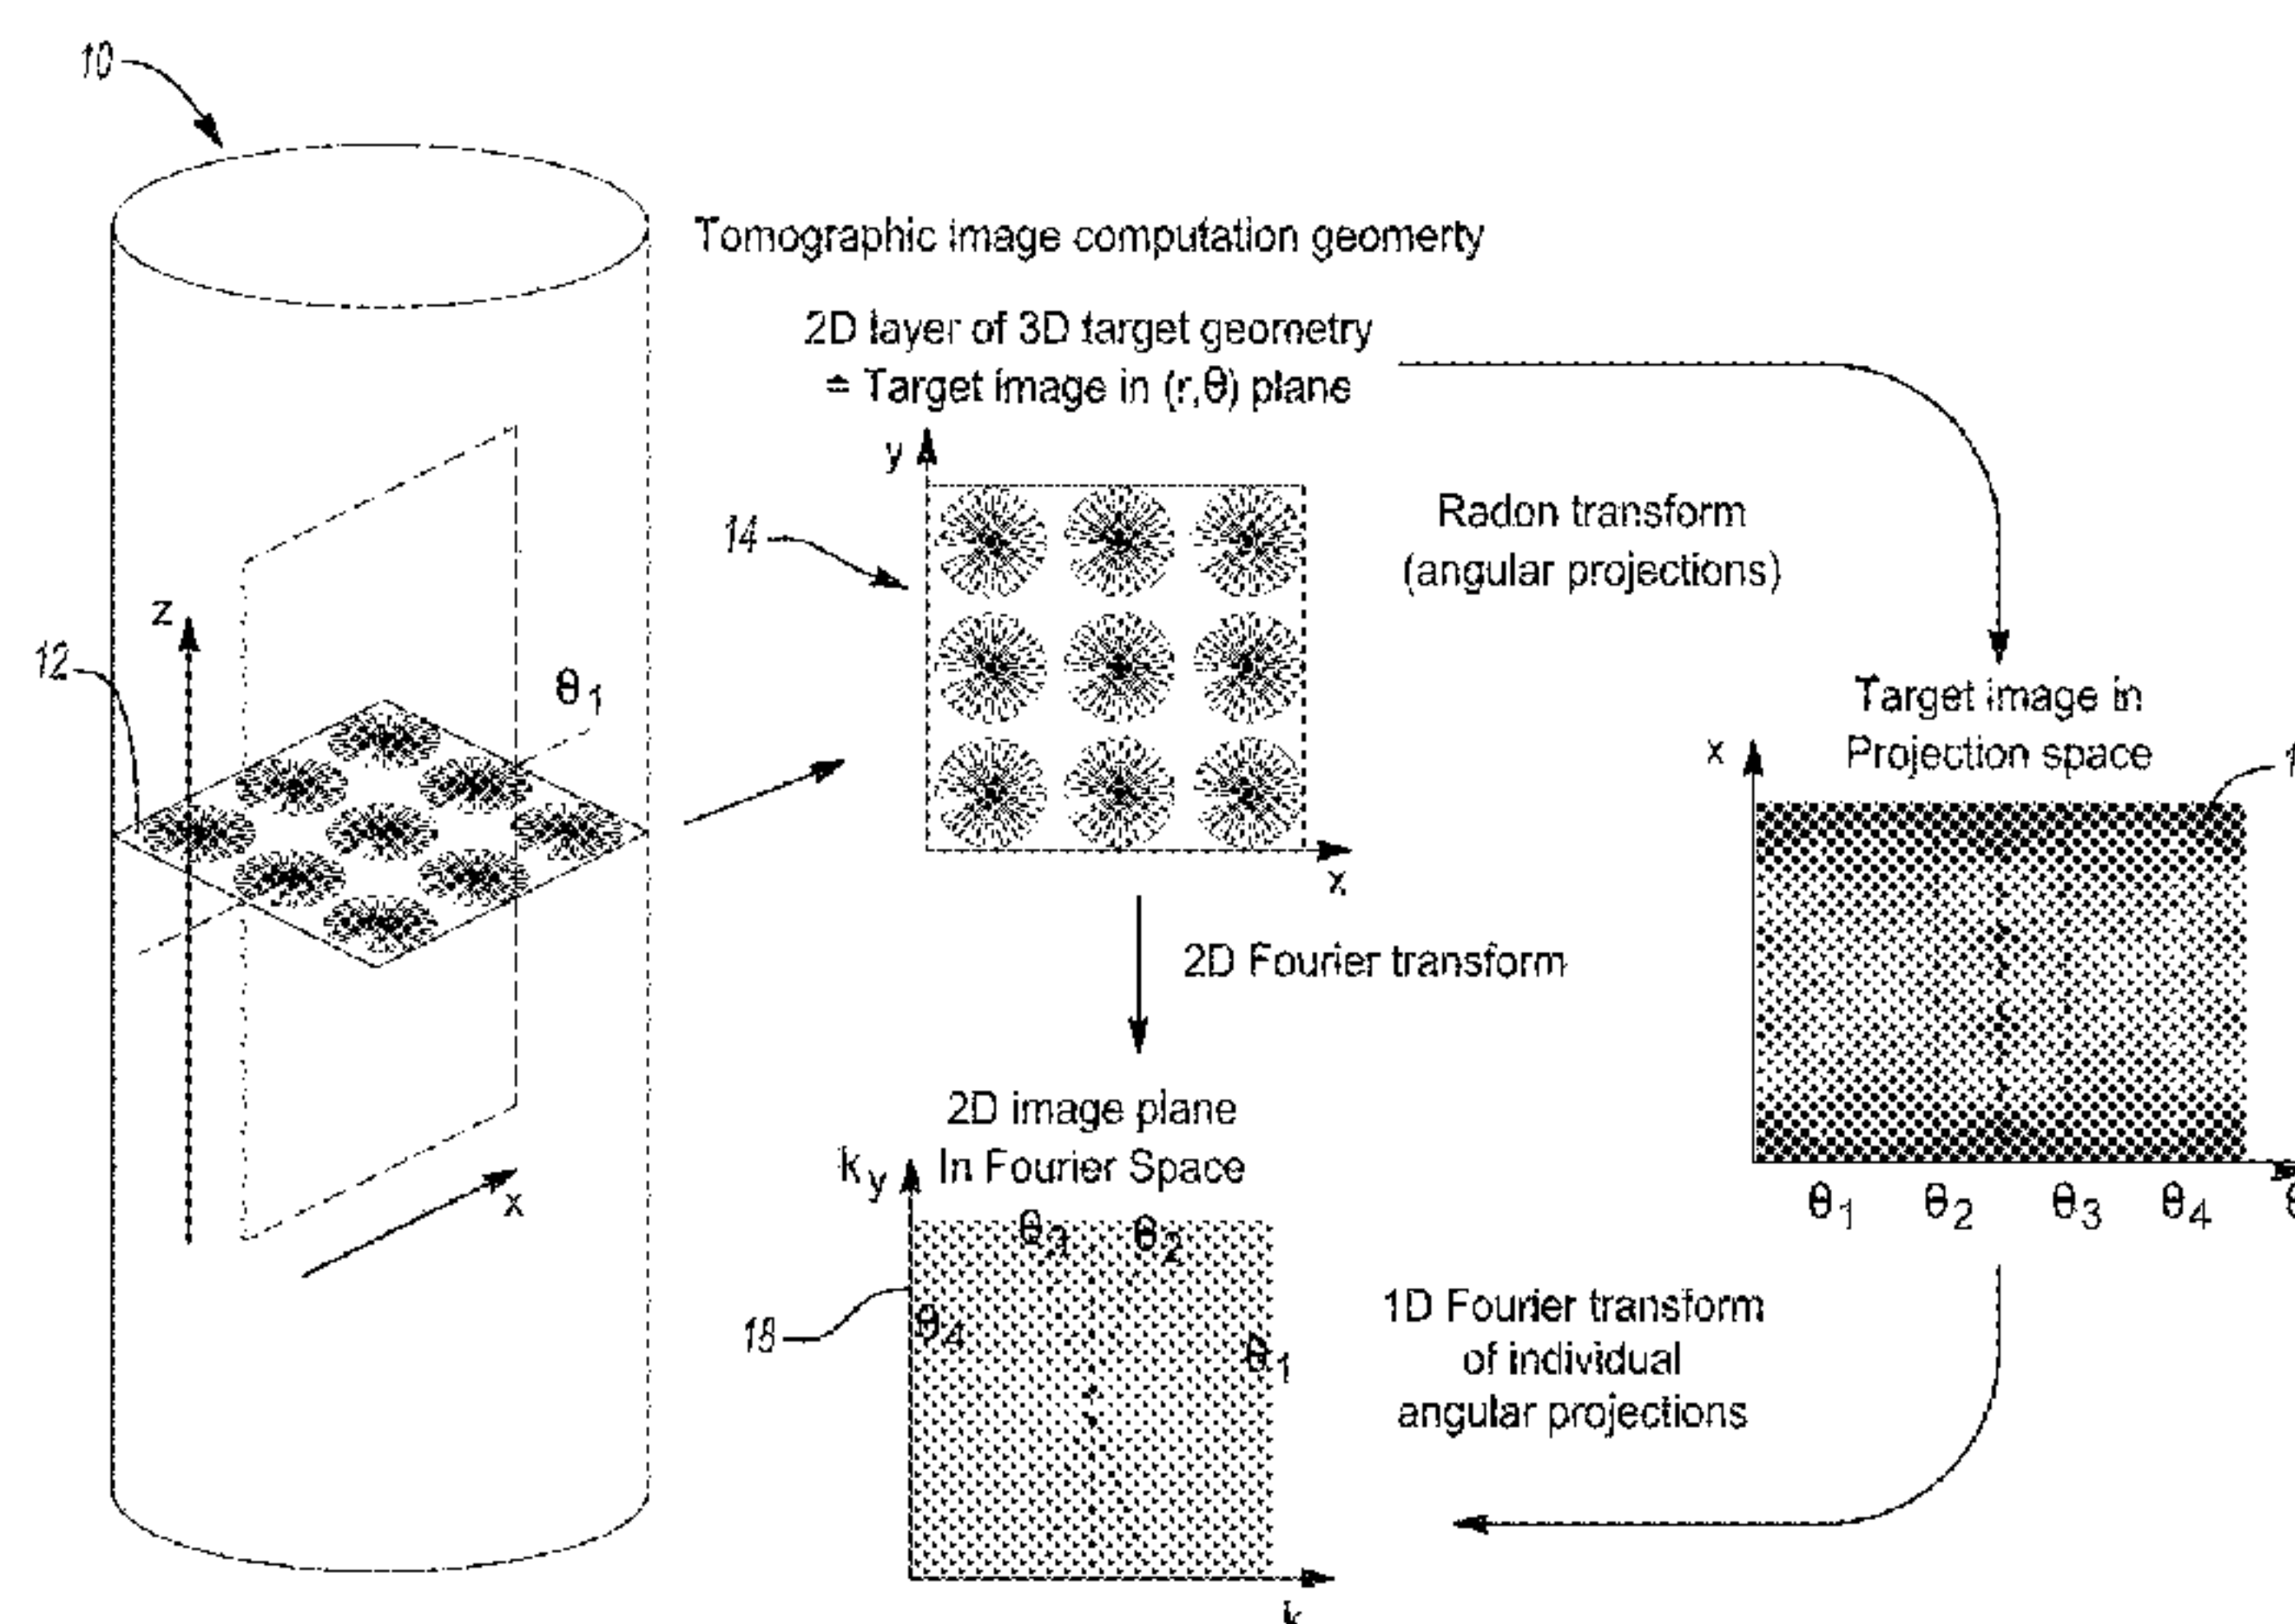 10
Tomographic image computation geomerty
2D layer of 3D target geometry
= Target image in (r,θ) plane
y
14
Radon transform
(angular projections)
z
12
θ1
Target image in
Projection space
x
x
2D Fourier transform
2D image plane
In Fourier Space
ky
x
θ1 θ2 θ3 θ4
θ3 θ2
θ4
θ1
18
1D Fourier transform
of individual
angular projections